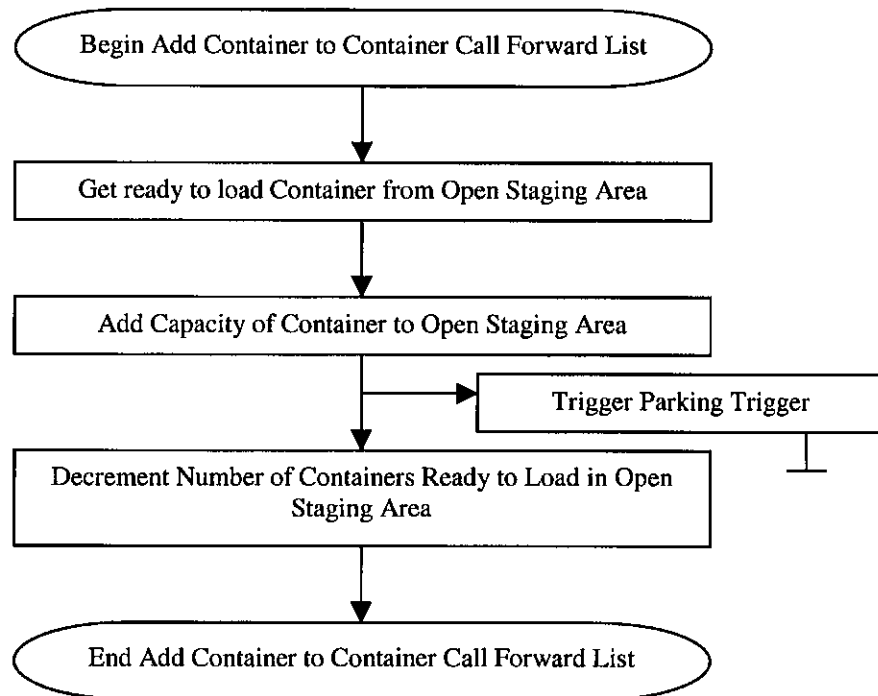 Begin Add Container to Container Call Forward List
Get ready to load Container from Open Staging Area
Add Capacity of Container to Open Staging Area
Trigger Parking Trigger
Decrement Number of Containers Ready to Load in Open
Staging Area
End Add Container to Container Call Forward List